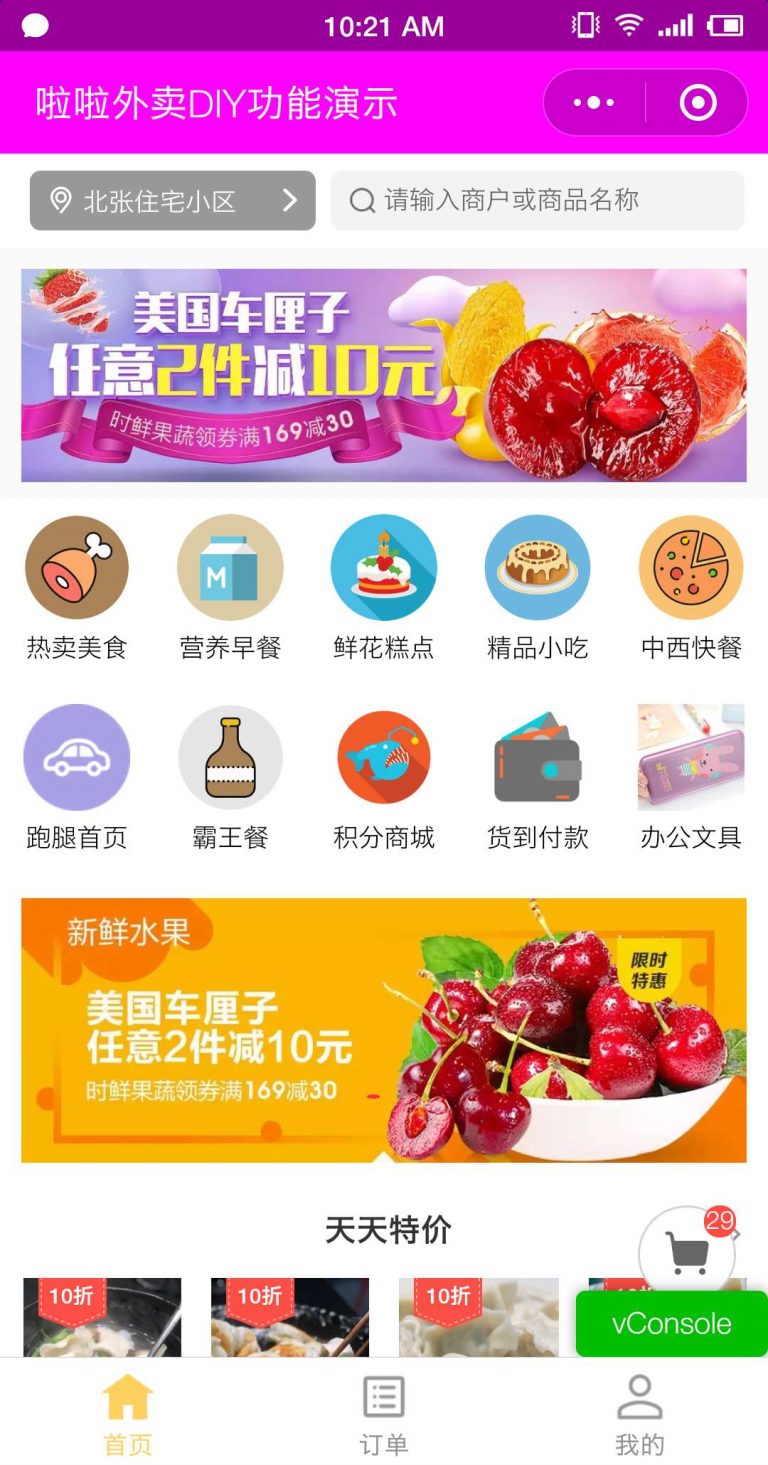 10:21 AM
啦啦外卖DIY功能演示
北张住宅小区
请输入商户或商品名称
美国车厘子
任意2件减10元
时鲜果蔬领券满169减30
M
热卖美食
营养早餐
鲜花糕点
精品小吃
中西快餐
跑腿首页
霸王餐
积分商城
货到付款
办公文具
新鲜水果
限时
特惠
美国车厘子
任意2件减10元
时鲜果蔬领券满169减30
天天特价
29
10折
10折
10折
vConsole
首页
订单
我的